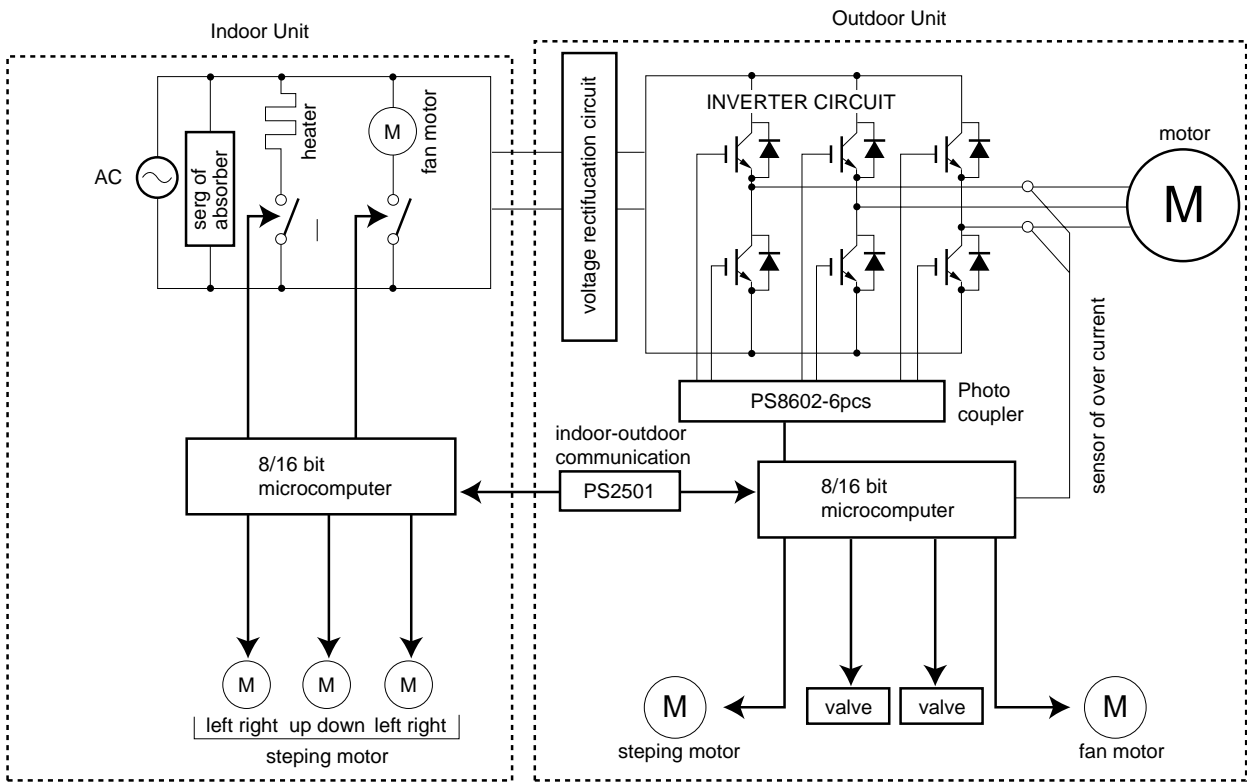 Indoor Unit
Outdoor Unit
AC
serg of
absorber
heater
M
fan motor
voltage rectifucation circuit
INVERTER CIRCUIT
motor
M
PS8602-6pcs
Photo
coupler
sensor of over current
8/16 bit
microcomputer
indoor-outdoor
communication
PS2501
8/16 bit
microcomputer
M
M
M
left right
up down
left right
steping motor
M
steping motor
valve
valve
M
fan motor